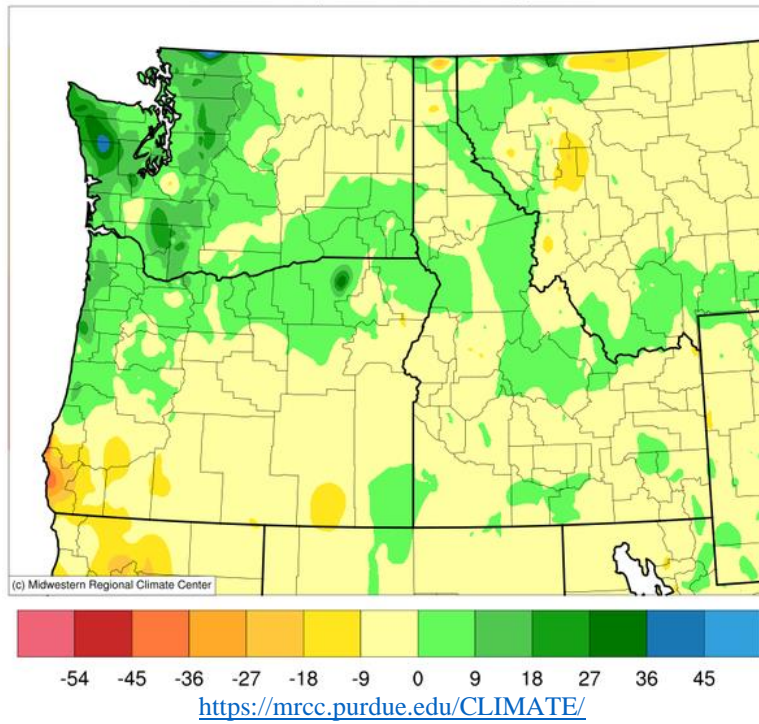 (c) Midwestern Regional Climate Center
-54 -45 -36 -27 -18 -9 0 9 18 27 36 45
https://mrcc.purdue.edu/CLIMATE/